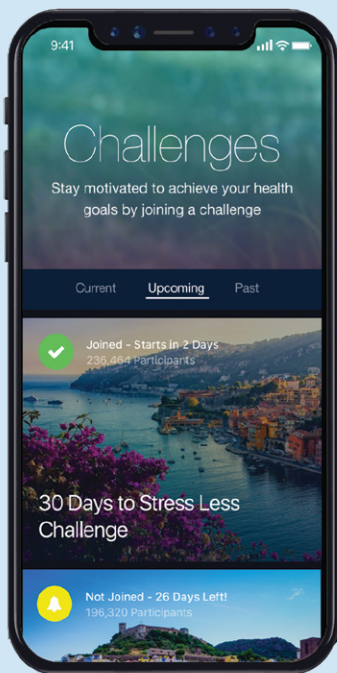 9:41
Challenges
Stay motivated to achieve your health
goals by joining a challenge
Current Upcoming Past
Joined - Starts in 2 Days
236,464 Participants
30 Days to Stress Less
Challenge
Not Joined - 26 Days Left!
196,320 Participants